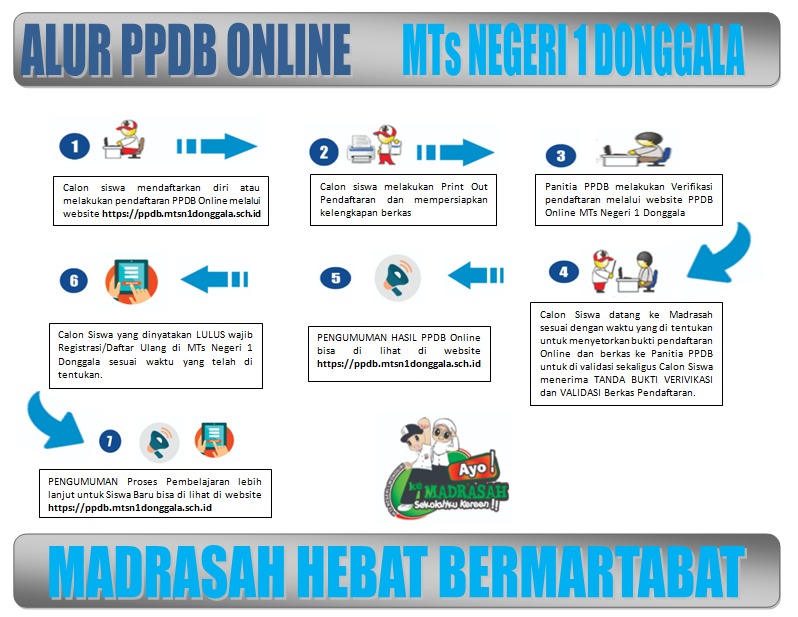 ALUR PPDB ONLINE MTs NEGERI 1 DONGGALA
1
Calon siswa mendaftarkan diri atau
melakukan pendaftaran PPDB Online melalui
website https://ppdb.mtsn1donggala.sch.id
2
Calon siswa melakukan Print Out
Pendaftaran dan mempersiapkan
kelengkapan berkas
3
Panitia PPDB melakukan Verifikasi
pendaftaran melalui website PPDB
Online MTs Negeri 1 Donggala
4
Calon Siswa datang ke Madrasah
sesuai dengan waktu yang di tentukan
untuk menyetorkan bukti pendaftaran
Online dan berkas ke Panitia PPDB
untuk di validasi sekaligus Calon Siswa
menerima TANDA BUKTI VERIVIKASI
dan VALIDASI Berkas Pendaftaran.
5
PENGUMUMAN HASIL PPDB Online
bisa di lihat di website
https://ppdb.mtsn1donggala.sch.id
6
Calon Siswa yang dinyatakan LULUS wajib
Registrasi/Daftar Ulang di MTs Negeri 1
Donggala sesuai waktu yang telah di
tentukan.
7
PENGUMUMAN Proses Pembelajaran lebih
lanjut untuk Siswa Baru bisa di lihat di website
https://ppdb.mtsn1donggala.sch.id
Ayo!
ke MADRASAH
Sekolahku Kereen!!
MADRASAH HEBAT BERMARTABAT